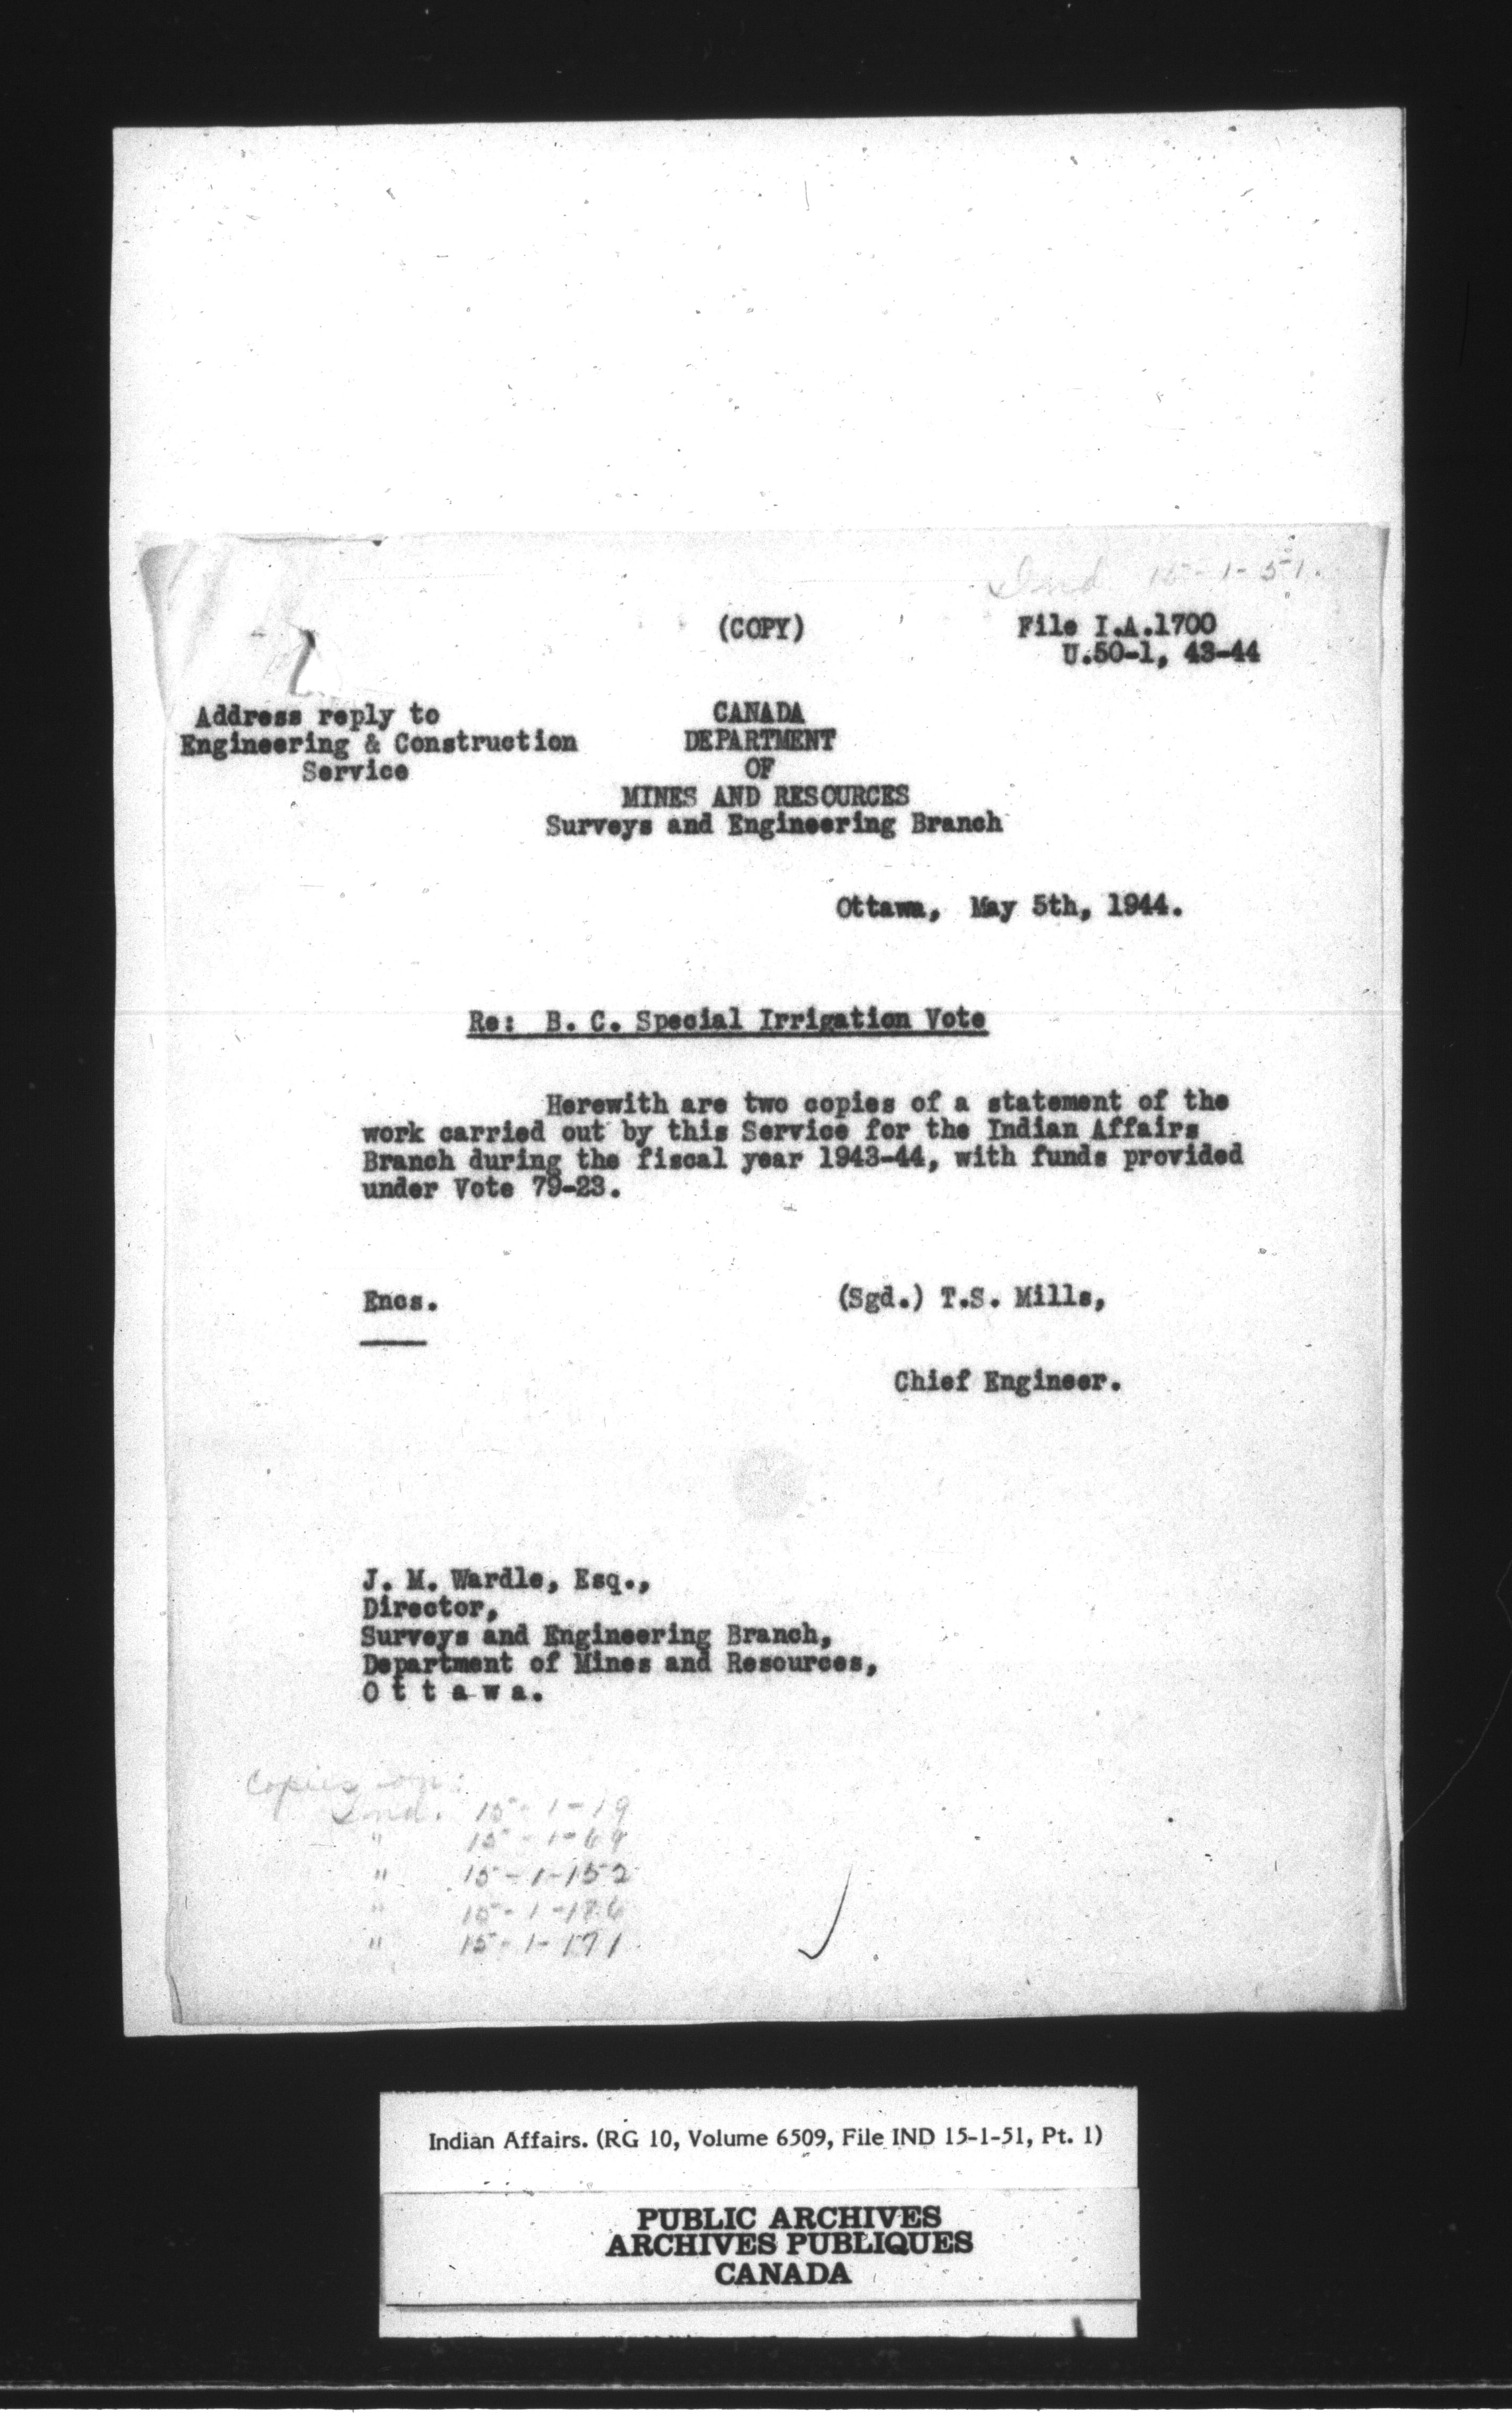 Ind 15-1-51.
(COPY)
File I.A.1700
U.50-1, 43-44
Address reply to
Engineering & Construction
Service
CANADA
DEPARTMENT
OF
MINES AND RESOURCES
Surveys and Engineering Branch
Ottawa, May 5th, 1944.
Re: B. C. Special Irrigation Vote
Herewith are two copies of a statement of the
work carried out by this Service for the Indian Affairs
Branch during the fiscal year 1943-44, with funds provided
under Vote 79-23.
Encs.
(Sgd.) T.S. Mills,
Chief Engineer.
J. M. Wardle, Esq.,
Director,
Surveys and Engineering Branch,
Department of Mines and Resources,
O t t a w a.
Copies on:
Ind. 15-1-19
" 15-1-69
" 15-1-152
" 15-1-186
" 15-1-171
Indian Affairs. (RG 10, Volume 6509, File IND 15-1-51, Pt. 1)
PUBLIC ARCHIVES
ARCHIVES PUBLIQUES
CANADA